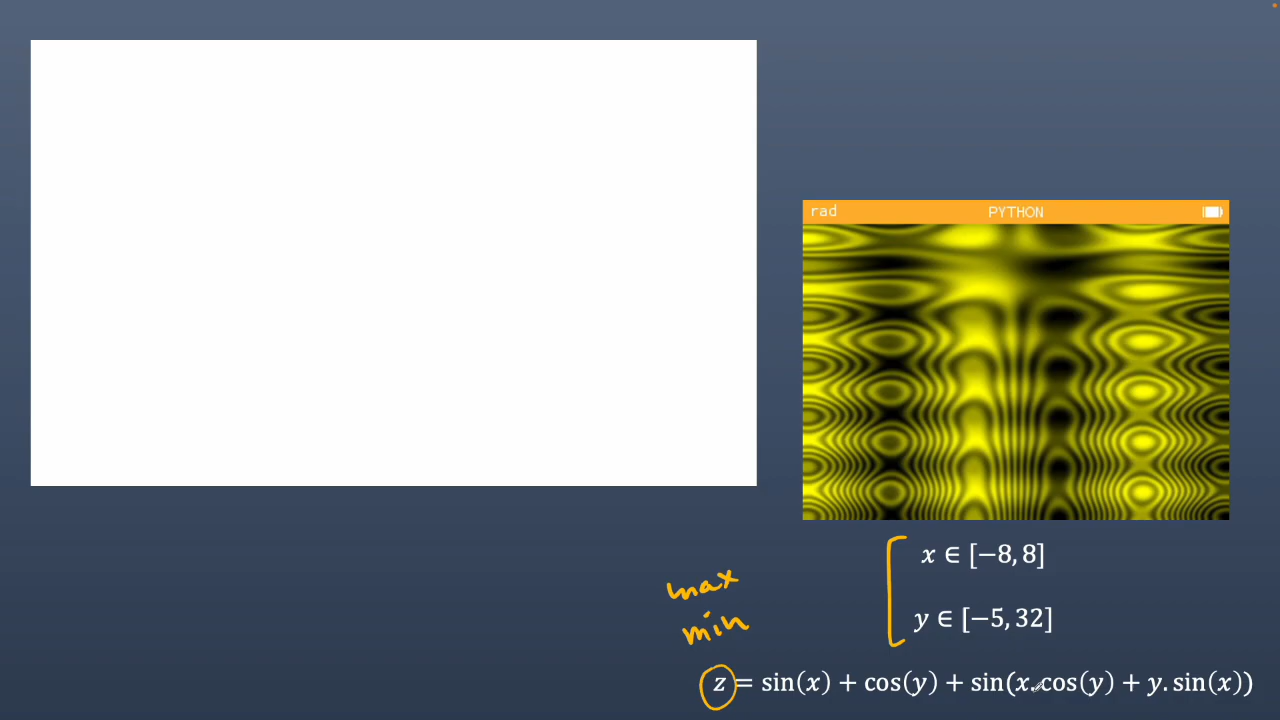 rad PYTHON
x ∈ [−8, 8]
max
y ∈ [−5, 32]
min
z = sin(x) + cos(y) + sin(x.cos(y) + y. sin(x))